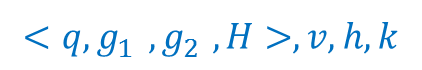 < q, g₁ , g₂ , H >, v, h, k